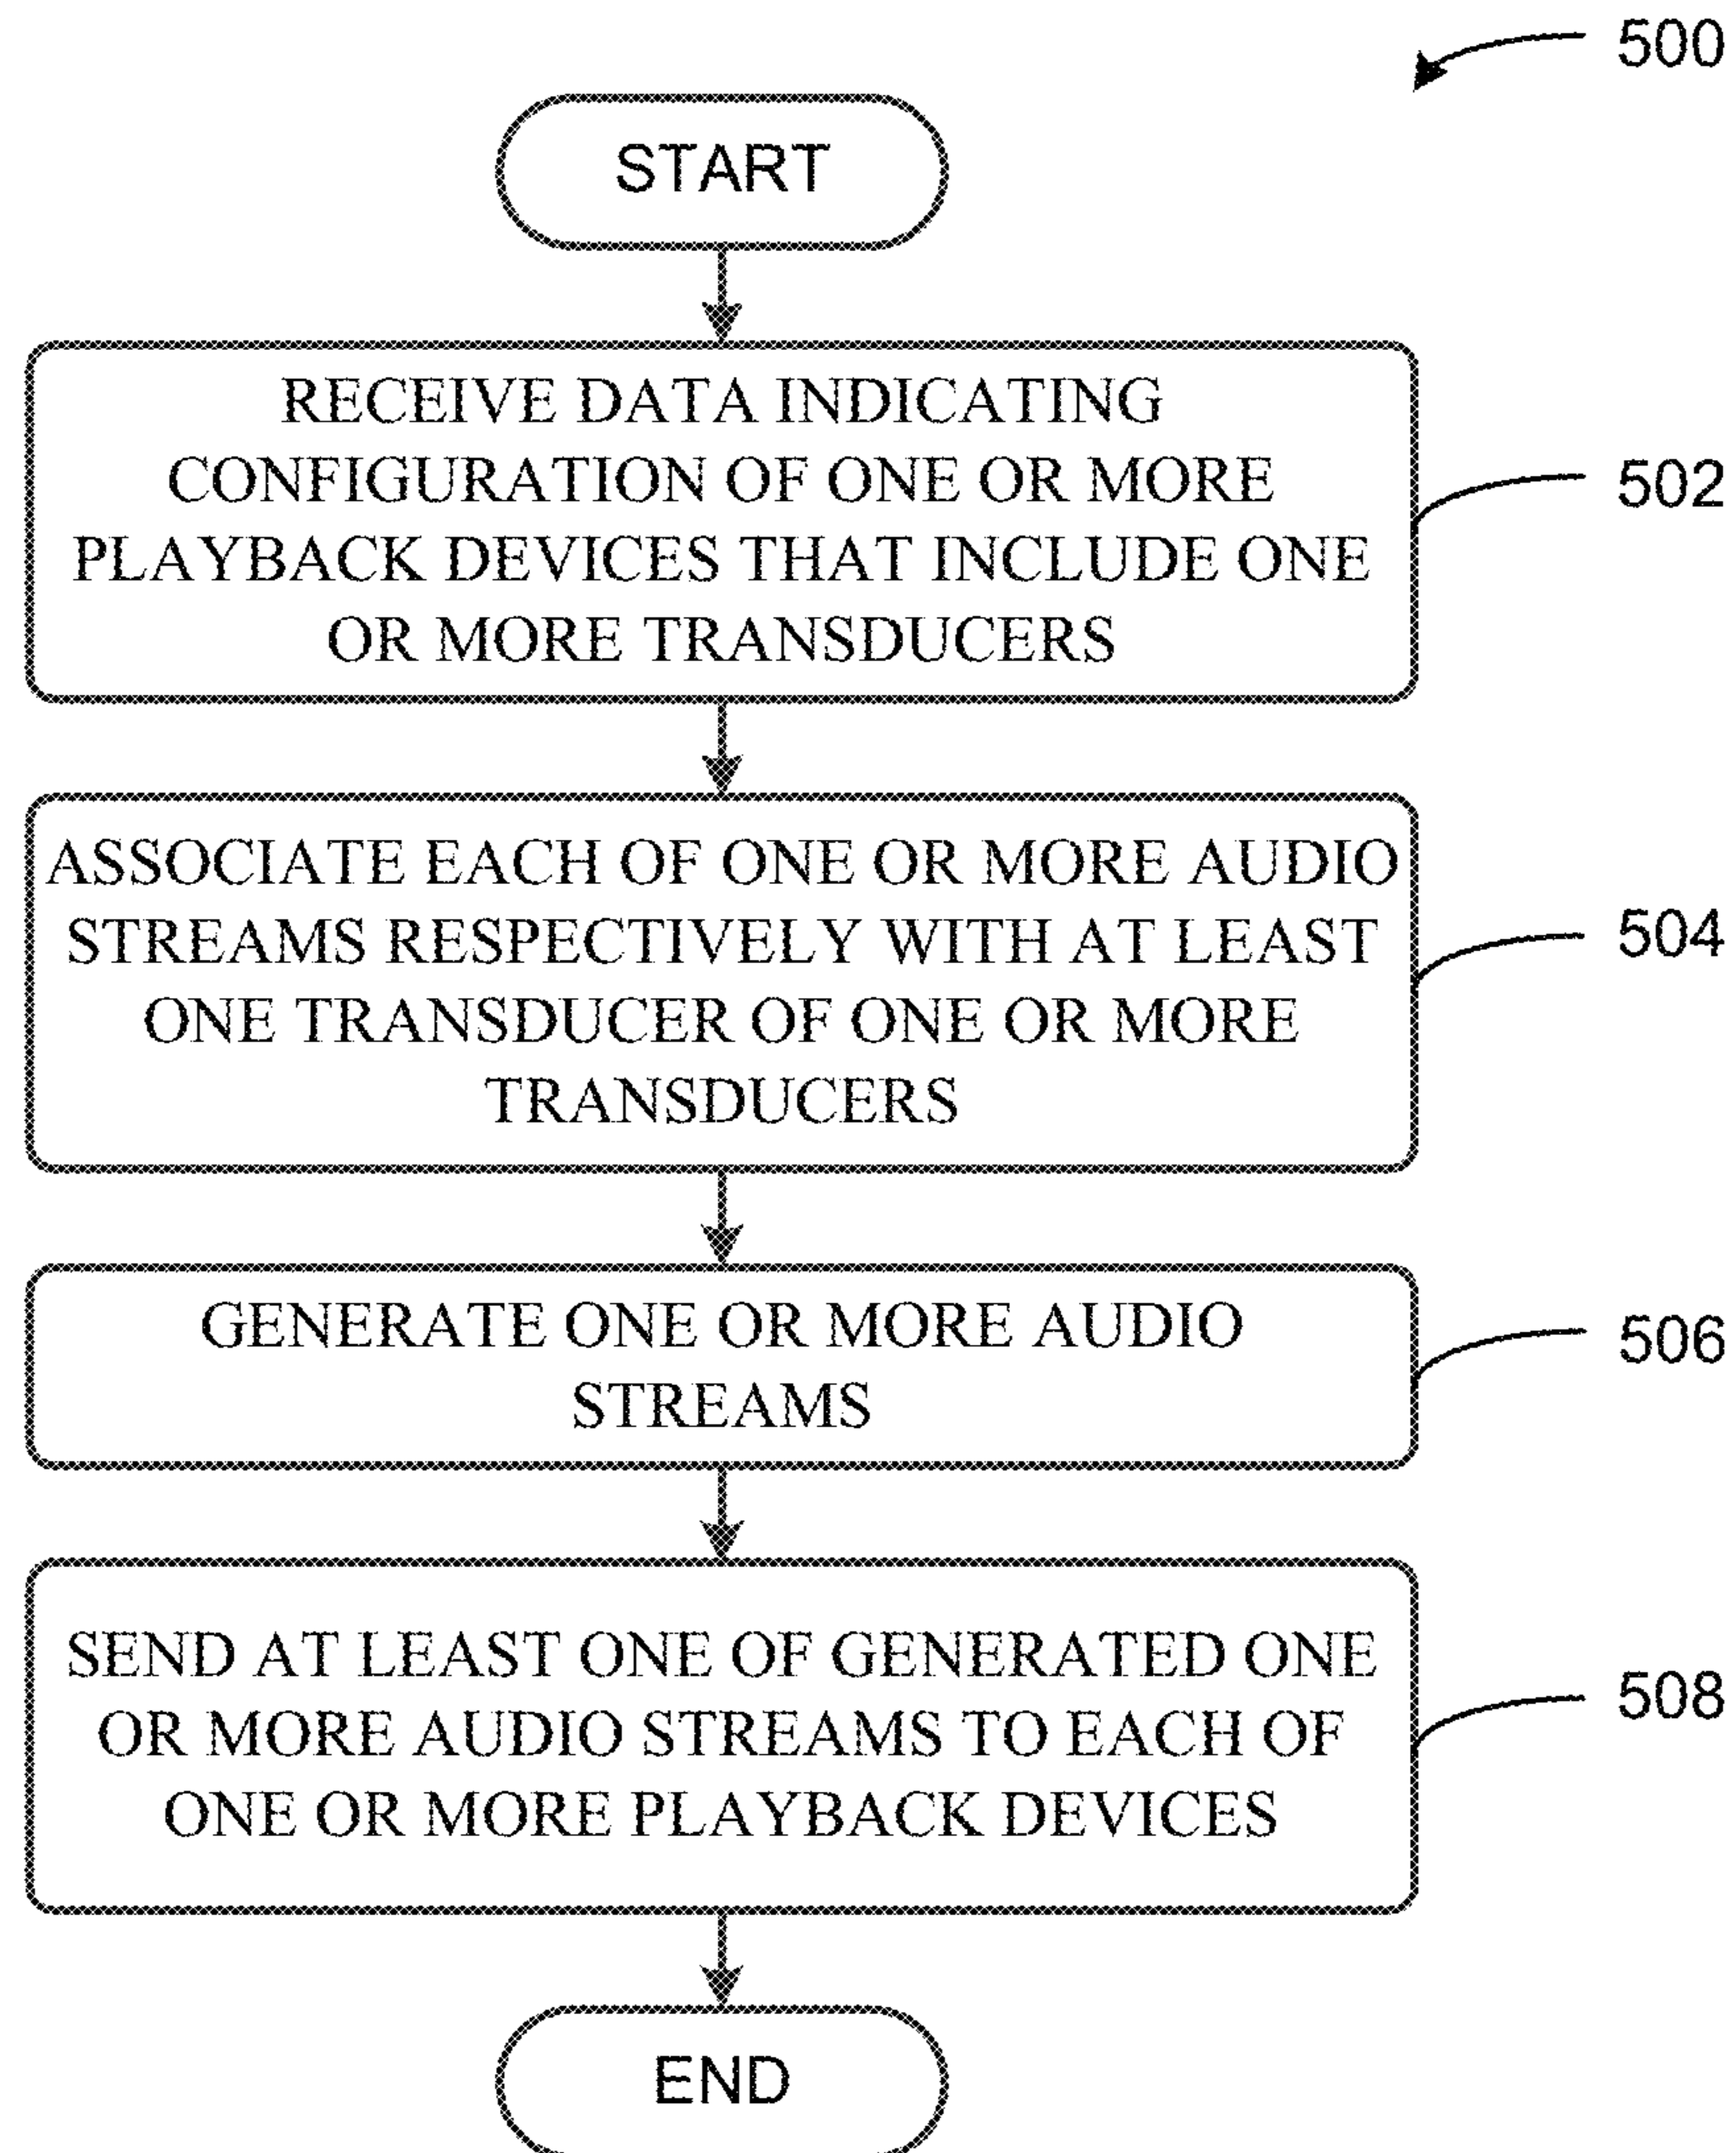 500
START
RECEIVE DATA INDICATING
CONFIGURATION OF ONE OR MORE
PLAYBACK DEVICES THAT INCLUDE ONE
OR MORE TRANSDUCERS
502
ASSOCIATE EACH OF ONE OR MORE AUDIO
STREAMS RESPECTIVELY WITH AT LEAST
ONE TRANSDUCER OF ONE OR MORE
TRANSDUCERS
504
GENERATE ONE OR MORE AUDIO
STREAMS
506
SEND AT LEAST ONE OF GENERATED ONE
OR MORE AUDIO STREAMS TO EACH OF
ONE OR MORE PLAYBACK DEVICES
508
END